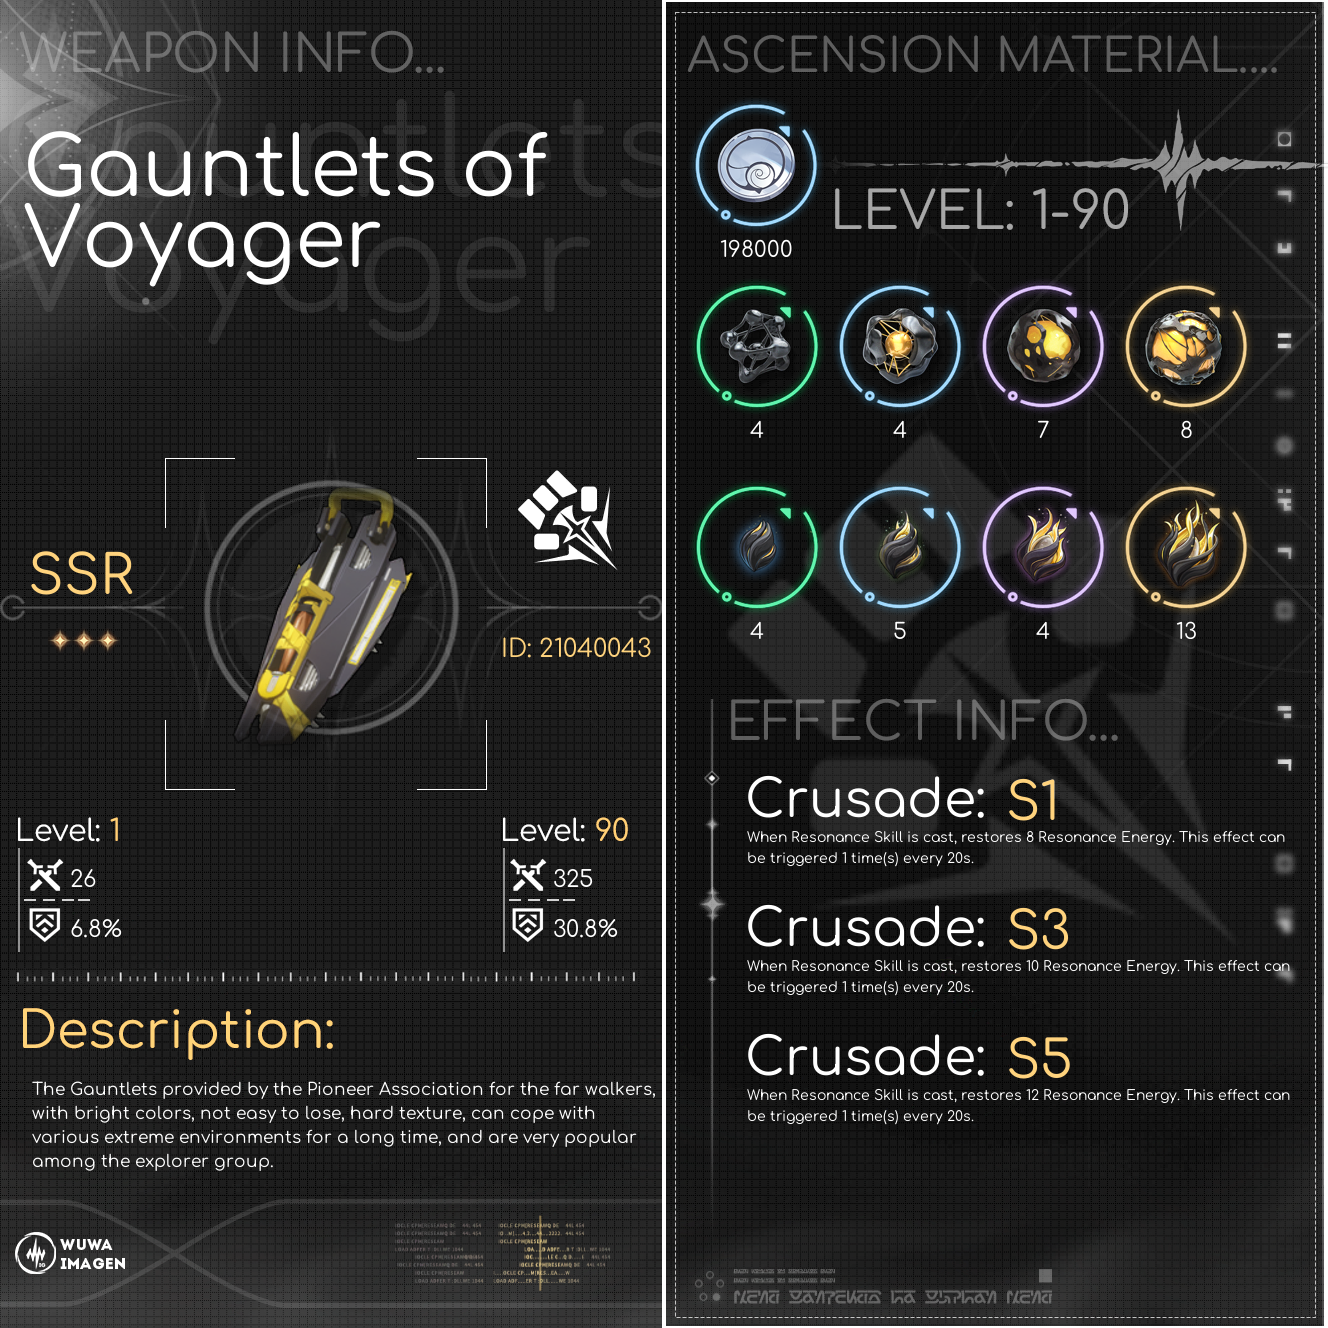 WEAPON INFO...
Gauntlets of
Voyager
SSR
ID: 21040043
Level: 1
26
6.8%
Level: 90
325
30.8%
Description:
The Gauntlets provided by the Pioneer Association for the far walkers,
with bright colors, not easy to lose, hard texture, can cope with
various extreme environments for a long time, and are very popular
among the explorer group.
WUWA
IMAGEN
ASCENSION MATERIAL....
LEVEL: 1-90
198000
4 4 7 8
4 5 4 13
EFFECT INFO...
Crusade: S1
When Resonance Skill is cast, restores 8 Resonance Energy. This effect can
be triggered 1 time(s) every 20s.
Crusade: S3
When Resonance Skill is cast, restores 10 Resonance Energy. This effect can
be triggered 1 time(s) every 20s.
Crusade: S5
When Resonance Skill is cast, restores 12 Resonance Energy. This effect can
be triggered 1 time(s) every 20s.